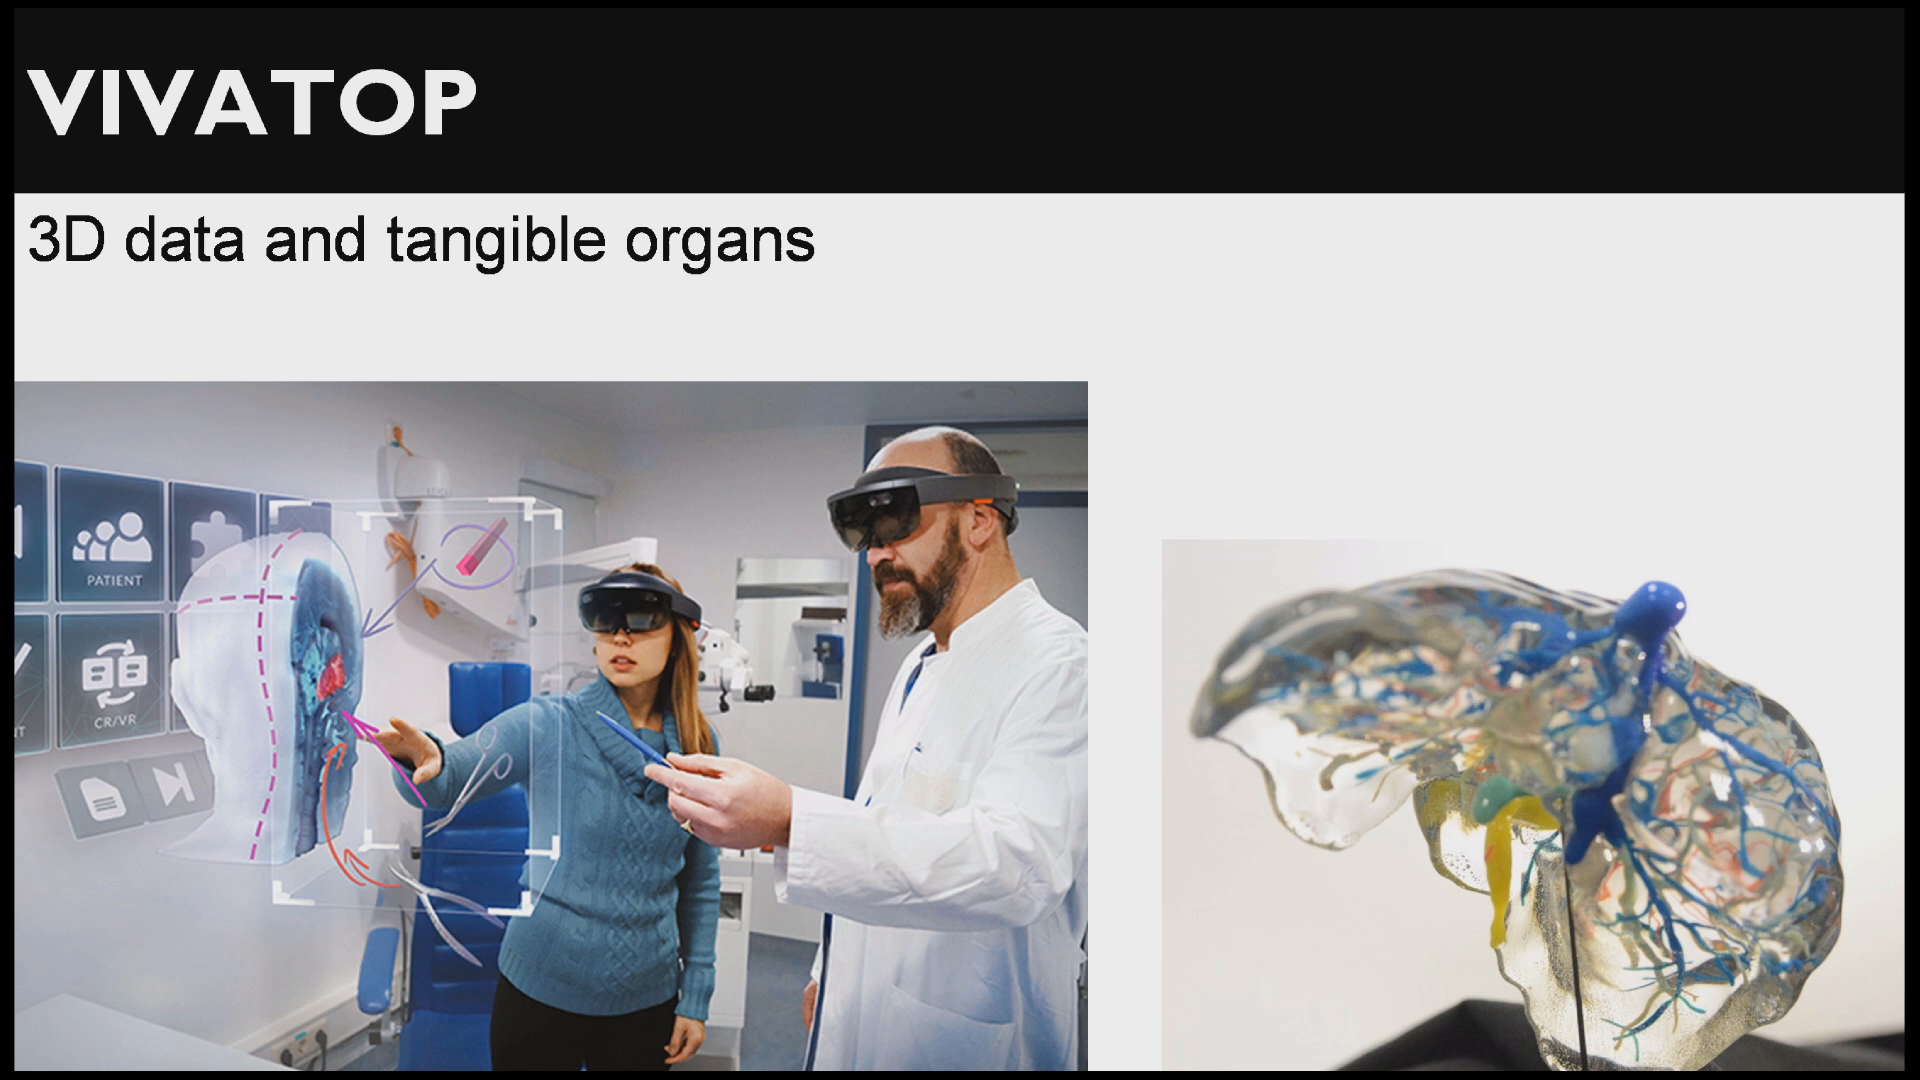 VIVATOP
3D data and tangible organs
PATIENT
CR/VR